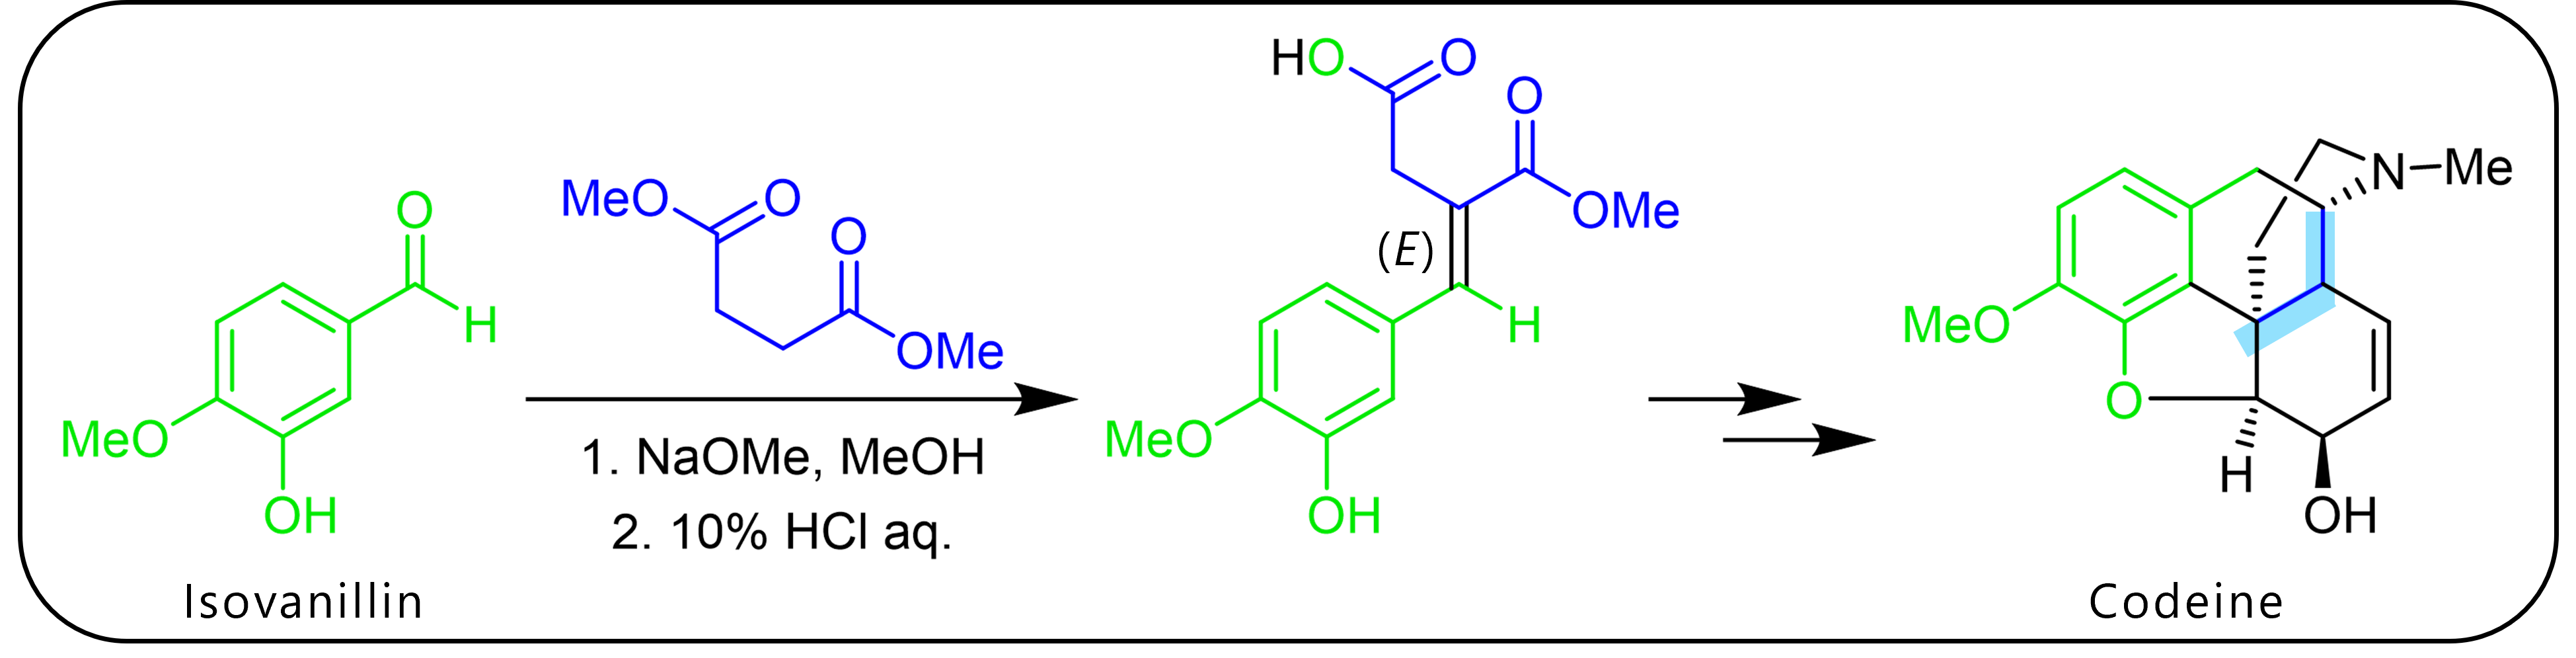 O
H
MeO
OH
Isovanillin
MeO
O
O
OMe
1. NaOMe, MeOH
2. 10% HCl aq.
HO
O
O
OMe
(E)
H
MeO
OH
N
Me
MeO
O
H
OH
Codeine